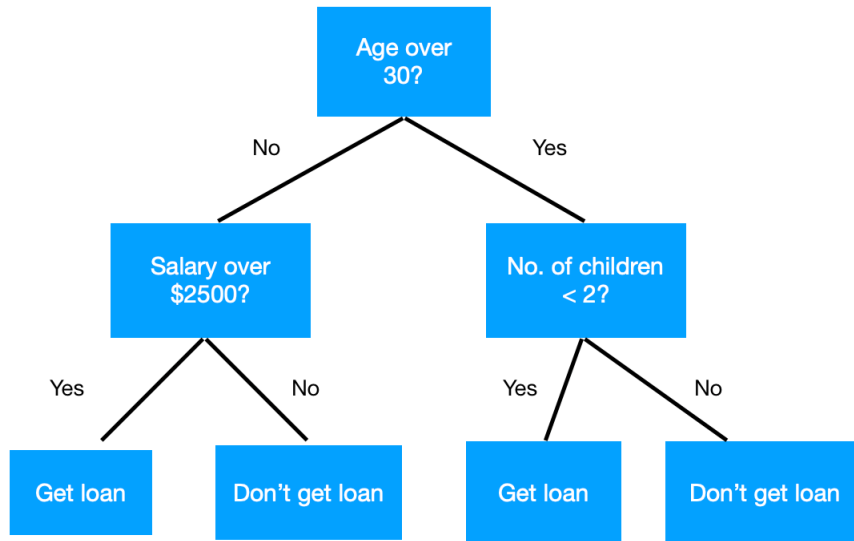 Age over
30?
No
Yes
Salary over
$2500?
No. of children
< 2?
Yes
No
Yes
No
Get loan
Don’t get loan
Get loan
Don’t get loan